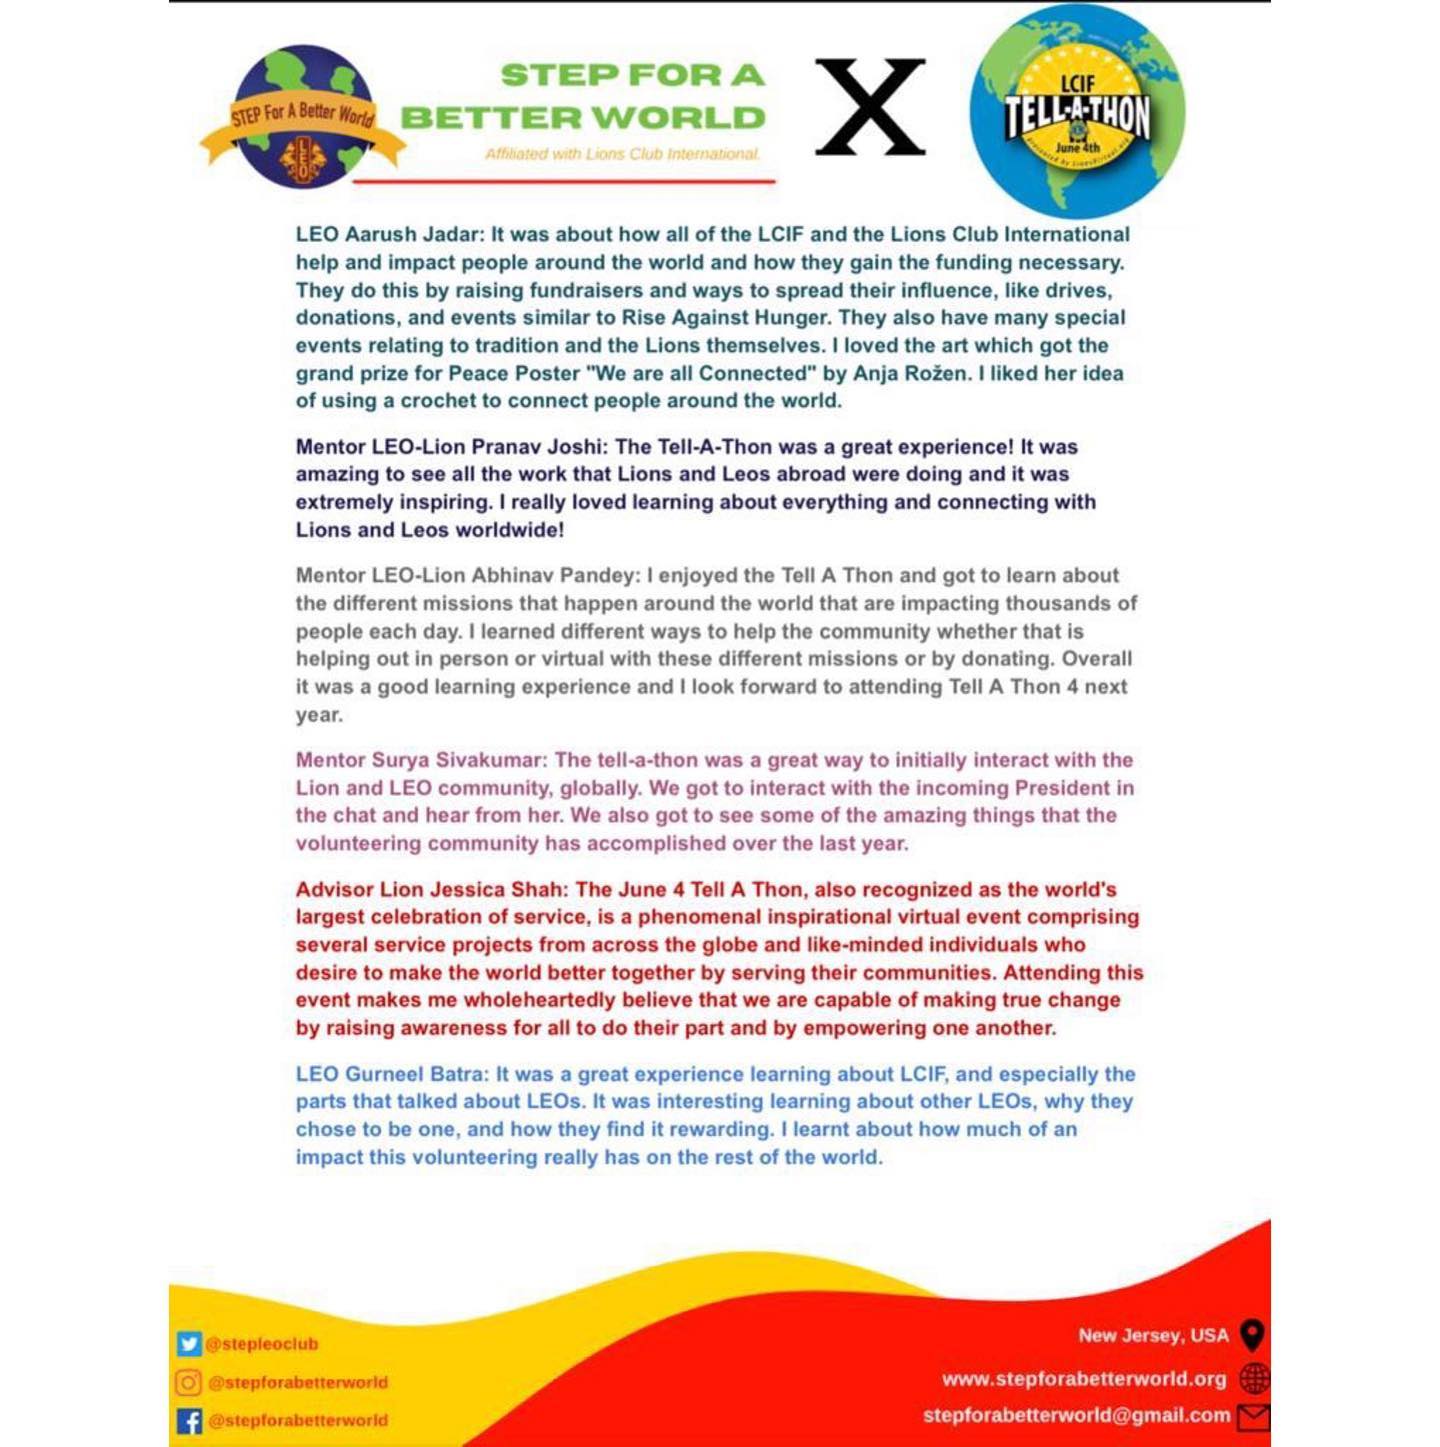 STEP For A Better World
LEO
STEP FOR A
BETTER WORLD
Affiliated with Lions Club International.
X
LCIF
TELL-A-THON
June 4th
presented by lionsvirtual.org
LEO Aarush Jadar: It was about how all of the LCIF and the Lions Club International
help and impact people around the world and how they gain the funding necessary.
They do this by raising fundraisers and ways to spread their influence, like drives,
donations, and events similar to Rise Against Hunger. They also have many special
events relating to tradition and the Lions themselves. I loved the art which got the
grand prize for Peace Poster "We are all Connected" by Anja Rožen. I liked her idea
of using a crochet to connect people around the world.
Mentor LEO-Lion Pranav Joshi: The Tell-A-Thon was a great experience! It was
amazing to see all the work that Lions and Leos abroad were doing and it was
extremely inspiring. I really loved learning about everything and connecting with
Lions and Leos worldwide!
Mentor LEO-Lion Abhinav Pandey: I enjoyed the Tell A Thon and got to learn about
the different missions that happen around the world that are impacting thousands of
people each day. I learned different ways to help the community whether that is
helping out in person or virtual with these different missions or by donating. Overall
it was a good learning experience and I look forward to attending Tell A Thon 4 next
year.
Mentor Surya Sivakumar: The tell-a-thon was a great way to initially interact with the
Lion and LEO community, globally. We got to interact with the incoming President in
the chat and hear from her. We also got to see some of the amazing things that the
volunteering community has accomplished over the last year.
Advisor Lion Jessica Shah: The June 4 Tell A Thon, also recognized as the world's
largest celebration of service, is a phenomenal inspirational virtual event comprising
several service projects from across the globe and like-minded individuals who
desire to make the world better together by serving their communities. Attending this
event makes me wholeheartedly believe that we are capable of making true change
by raising awareness for all to do their part and by empowering one another.
LEO Gurneel Batra: It was a great experience learning about LCIF, and especially the
parts that talked about LEOs. It was interesting learning about other LEOs, why they
chose to be one, and how they find it rewarding. I learnt about how much of an
impact this volunteering really has on the rest of the world.
@stepleoclub
@stepforabetterworld
@stepforabetterworld
New Jersey, USA
www.stepforabetterworld.org
stepforabetterworld@gmail.com